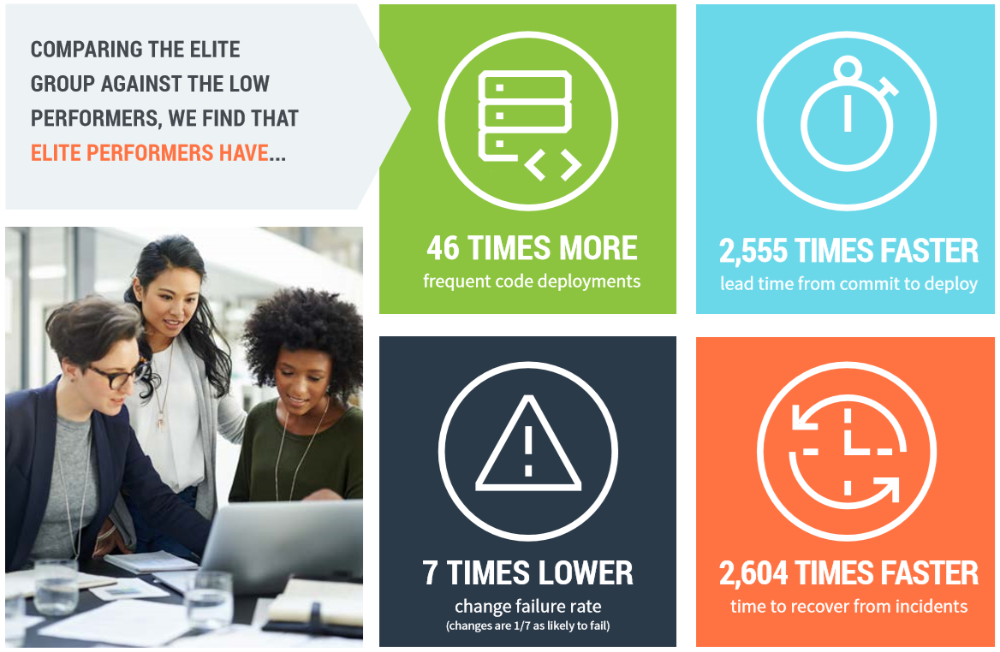 COMPARING THE ELITE
GROUP AGAINST THE LOW
PERFORMERS, WE FIND THAT
ELITE PERFORMERS HAVE...
46 TIMES MORE
frequent code deployments
2,555 TIMES FASTER
lead time from commit to deploy
7 TIMES LOWER
change failure rate
(changes are 1/7 as likely to fail)
2,604 TIMES FASTER
time to recover from incidents